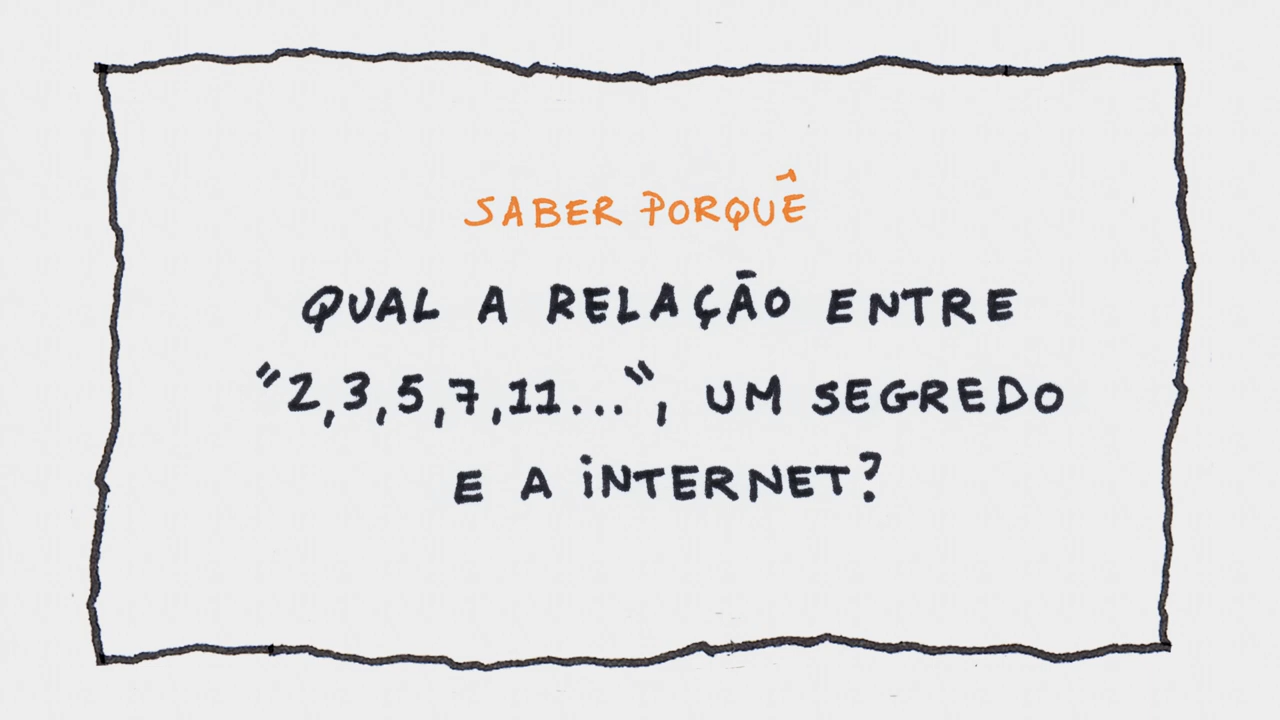 SABER PORQUÊ
QUAL A RELAÇÃO ENTRE
"2,3,5,7,11...", UM SEGREDO
E A iNTERNET?